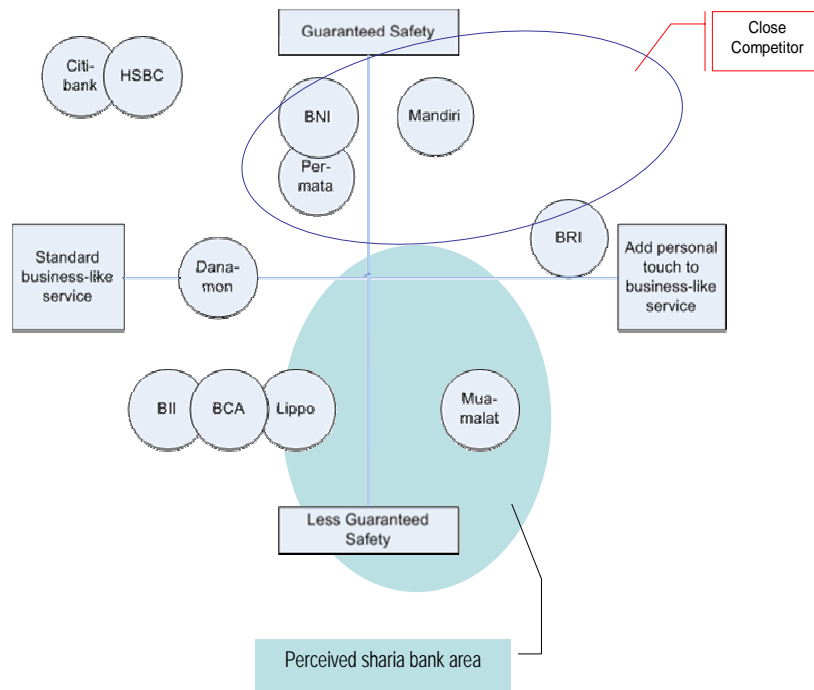 Guaranteed Safety
Close
Competitor
Citi-
bank
HSBC
BNI
Mandiri
Per-
mata
BRI
Standard
business-like
service
Dana-
mon
Add personal
touch to
business-like
service
BII
BCA
Lippo
Mua-
malat
Less Guaranteed
Safety
Perceived sharia bank area